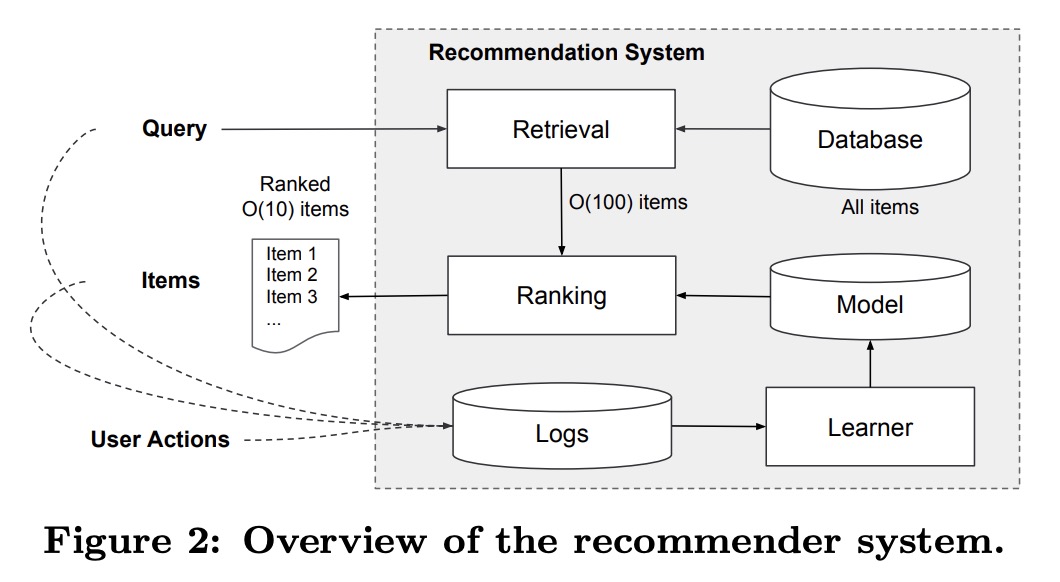 Recommendation System
Query
Retrieval
Database
All items
O(100) items
Ranked
O(10) items
Item 1
Item 2
Item 3
...
Items
Ranking
Model
User Actions
Logs
Learner
Figure 2: Overview of the recommender system.